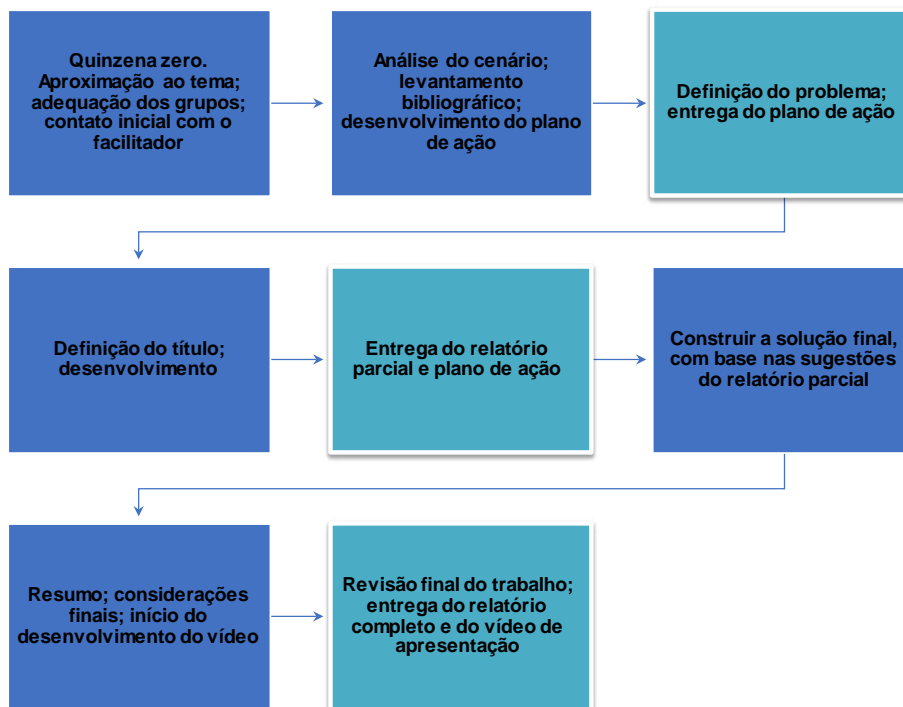 Quinzena zero.
Aproximação ao tema;
adequação dos grupos;
contato inicial com o
facilitador
Análise do cenário;
levantamento
bibliográfico;
desenvolvimento do plano
de ação
Definição do problema;
entrega do plano de ação
Definição do título;
desenvolvimento
Entrega do relatório
parcial e plano de ação
Construir a solução final,
com base nas sugestões
do relatório parcial
Resumo; considerações
finais; início do
desenvolvimento do vídeo
Revisão final do trabalho;
entrega do relatório
completo e do vídeo de
apresentação